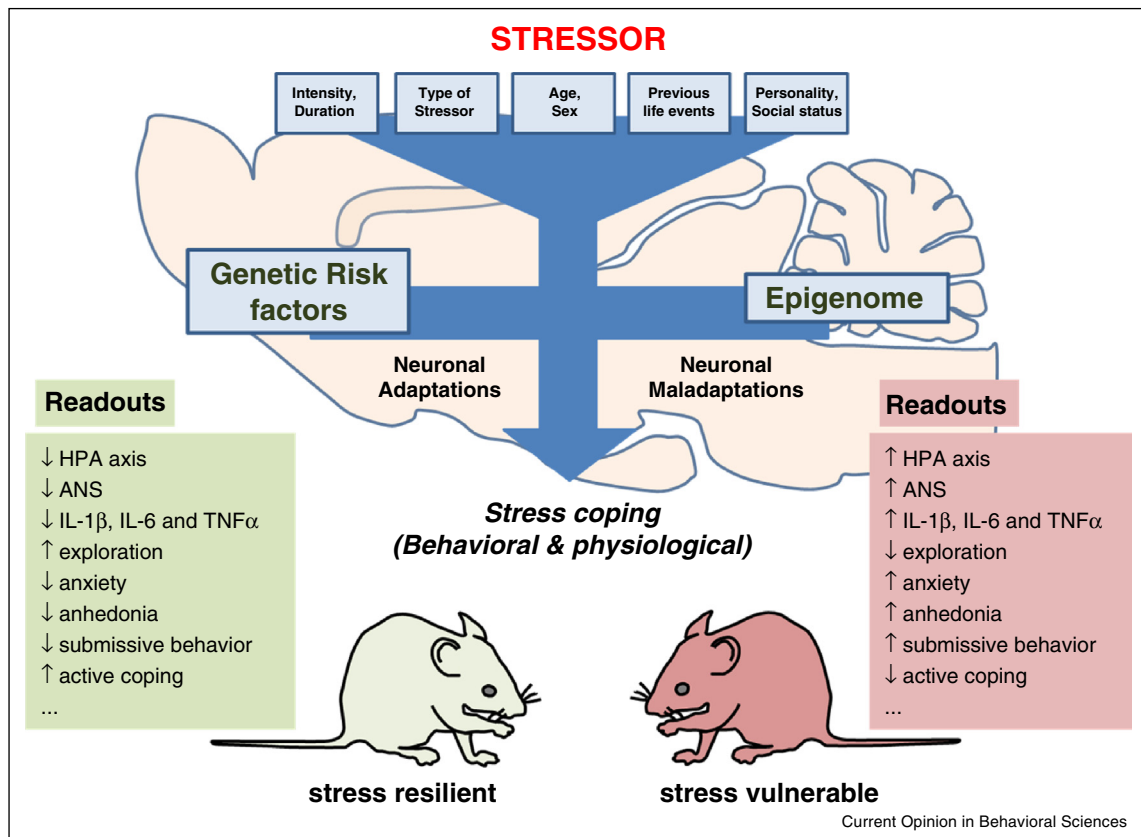 STRESSOR
Intensity,
Duration
Type of
Stressor
Age,
Sex
Previous
life events
Personality,
Social status
Genetic Risk
factors
Epigenome
Neuronal
Adaptations
Neuronal
Maladaptations
Readouts
↓ HPA axis
↓ ANS
↓ IL-1β, IL-6 and TNFα
↑ exploration
↓ anxiety
↓ anhedonia
↓ submissive behavior
↑ active coping
...
Readouts
↑ HPA axis
↑ ANS
↑ IL-1β, IL-6 and TNFα
↓ exploration
↑ anxiety
↑ anhedonia
↑ submissive behavior
↓ active coping
...
Stress coping
(Behavioral & physiological)
stress resilient
stress vulnerable
Current Opinion in Behavioral Sciences